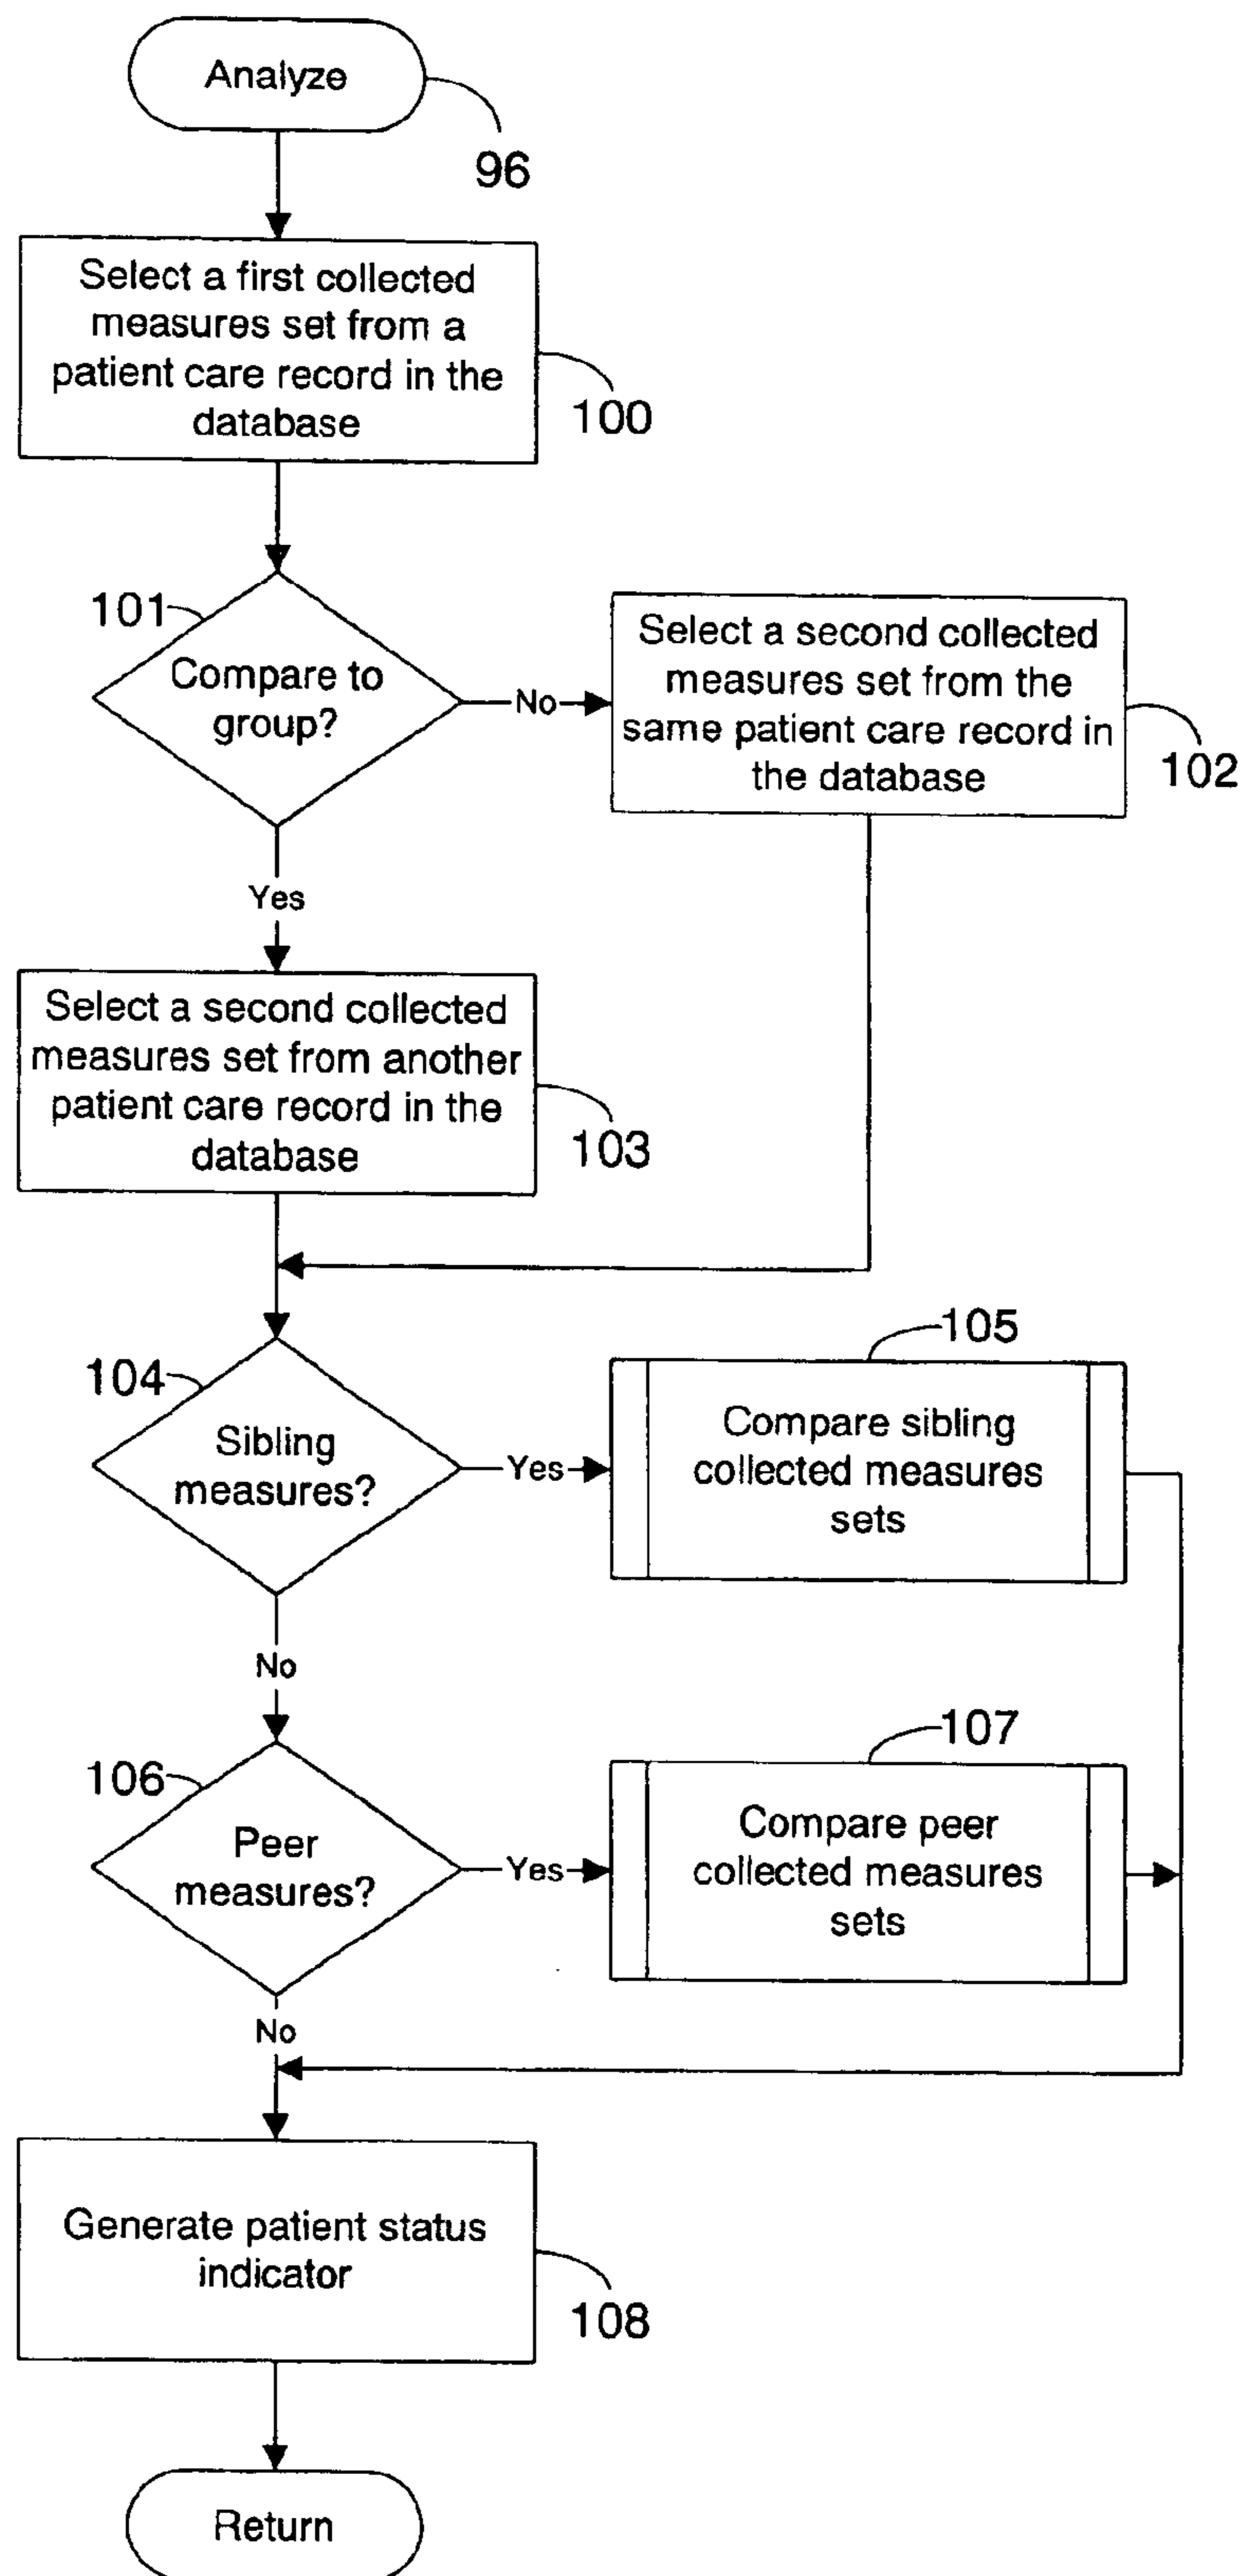 Analyze
96
Select a first collected
measures set from a
patient care record in the
database
100
101
Compare to
group?
No
Select a second collected
measures set from the
same patient care record in
the database
102
Yes
Select a second collected
measures set from another
patient care record in the
database
103
104
Sibling
measures?
Yes
105
Compare sibling
collected measures
sets
No
106
Peer
measures?
Yes
107
Compare peer
collected measures
sets
No
Generate patient status
indicator
108
Return